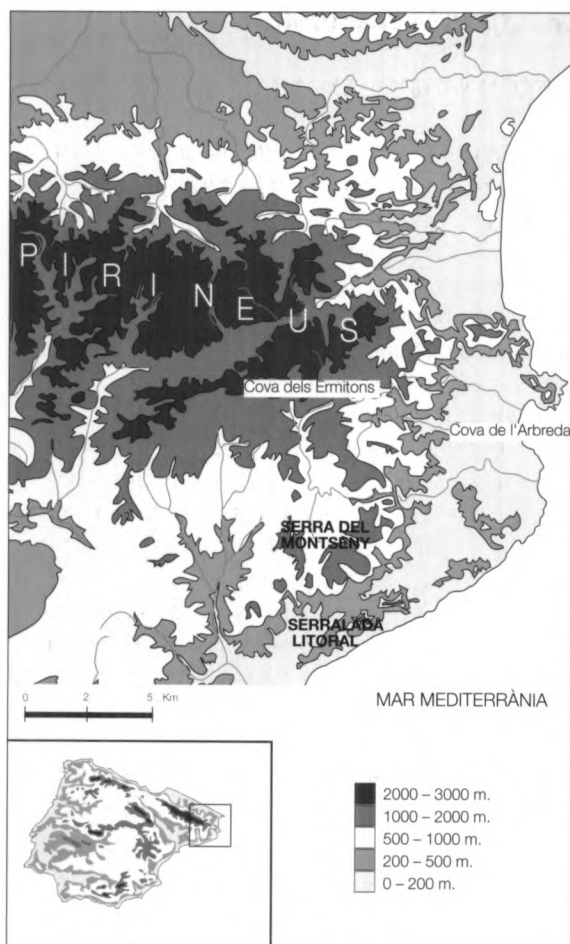 PIRINEUS
Cova dels Ermitons
Cova de l'Arbreda
SERRA DEL
MONTSENY
SERRALADA
LITORAL
0 2 5 Km
MAR MEDITERRÀNIA
2000 – 3000 m.
1000 – 2000 m.
500 – 1000 m.
200 – 500 m.
0 – 200 m.